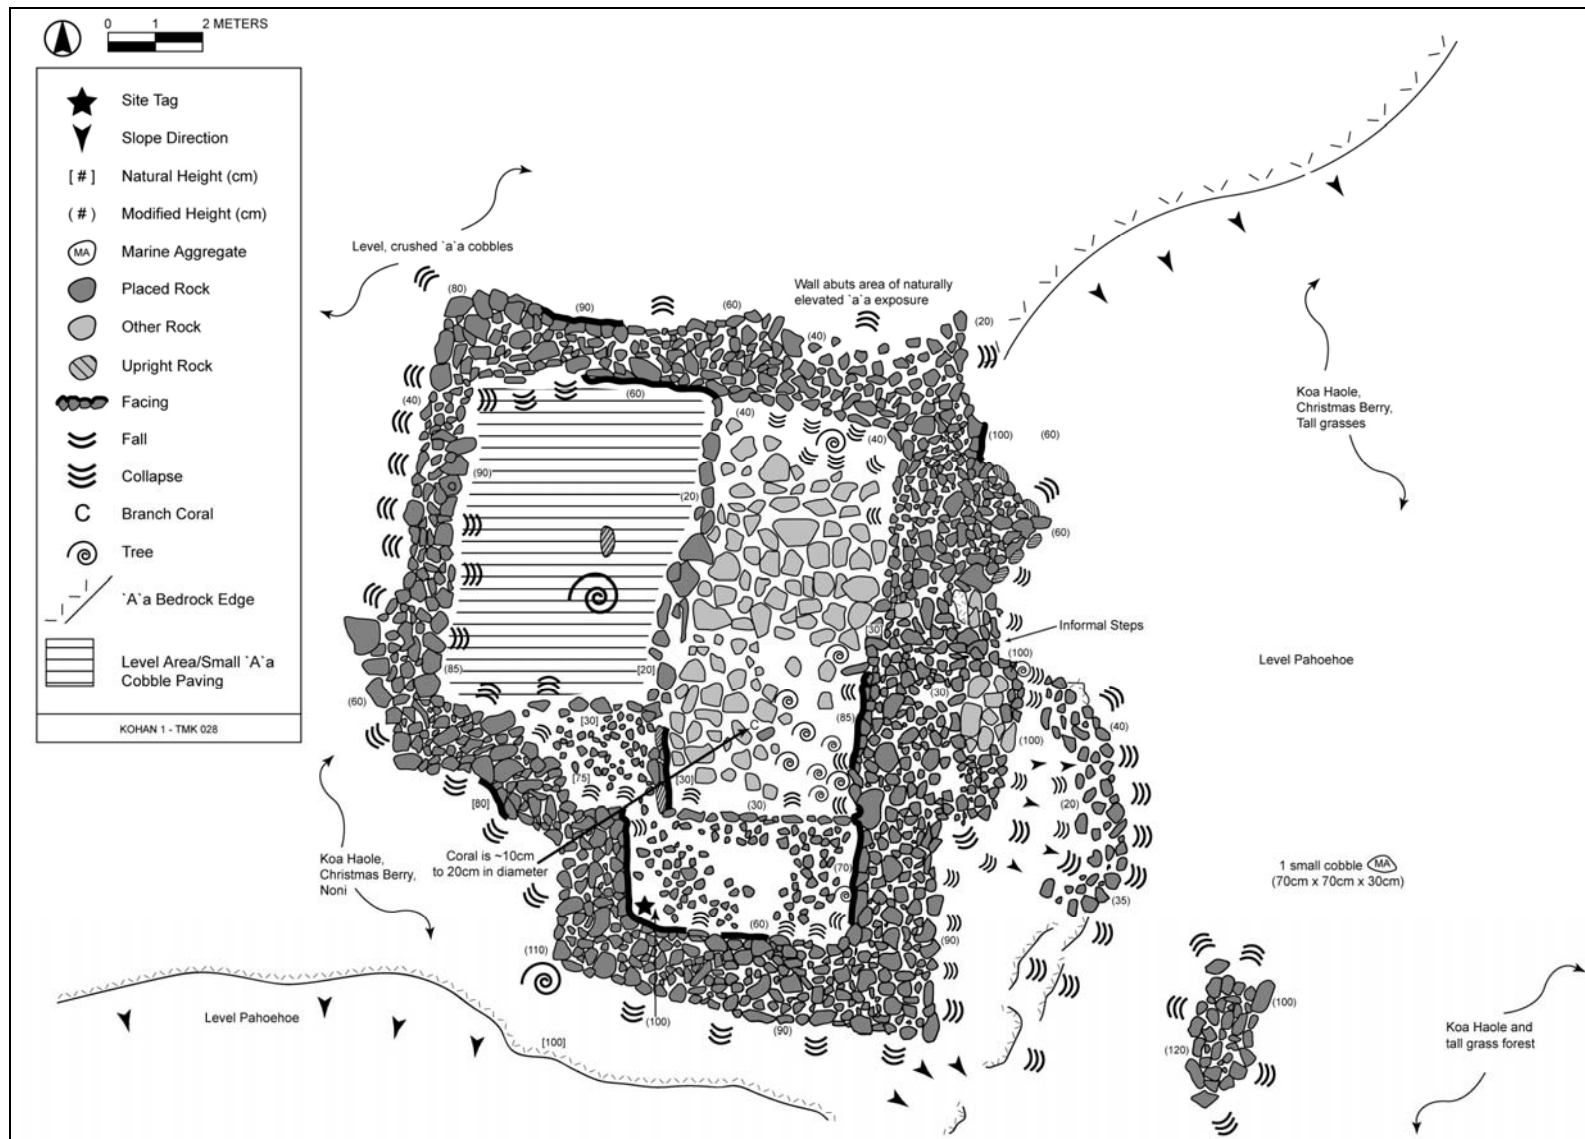 0 1 2 METERS
Site Tag
Slope Direction
[ # ] Natural Height (cm)
( # ) Modified Height (cm)
MA Marine Aggregate
Placed Rock
Other Rock
Upright Rock
Facing
Fall
Collapse
C Branch Coral
Tree
`A`a Bedrock Edge
Level Area/Small `A`a
Cobble Paving
KOHAN 1 - TMK 028
Level, crushed `a`a cobbles
Wall abuts area of naturally
elevated `a`a exposure
(80)
(90)
(60)
(40)
(20)
(60)
(40)
(40)
(40)
(100)
(60)
Koa Haole,
Christmas Berry,
Tall grasses
(90)
(20)
(60)
[30]
Informal Steps
(85)
[20]
(100)
Level Pahoehoe
(60)
[30]
(30)
(85)
C
(100)
(40)
[75]
[30]
[80]
(30)
(20)
Koa Haole,
Christmas Berry,
Noni
Coral is ~10cm
to 20cm in diameter
(70)
1 small cobble MA
(70cm x 70cm x 30cm)
(35)
(60)
(110)
(90)
(100)
(90)
Level Pahoehoe
[100]
(100)
(120)
Koa Haole and
tall grass forest